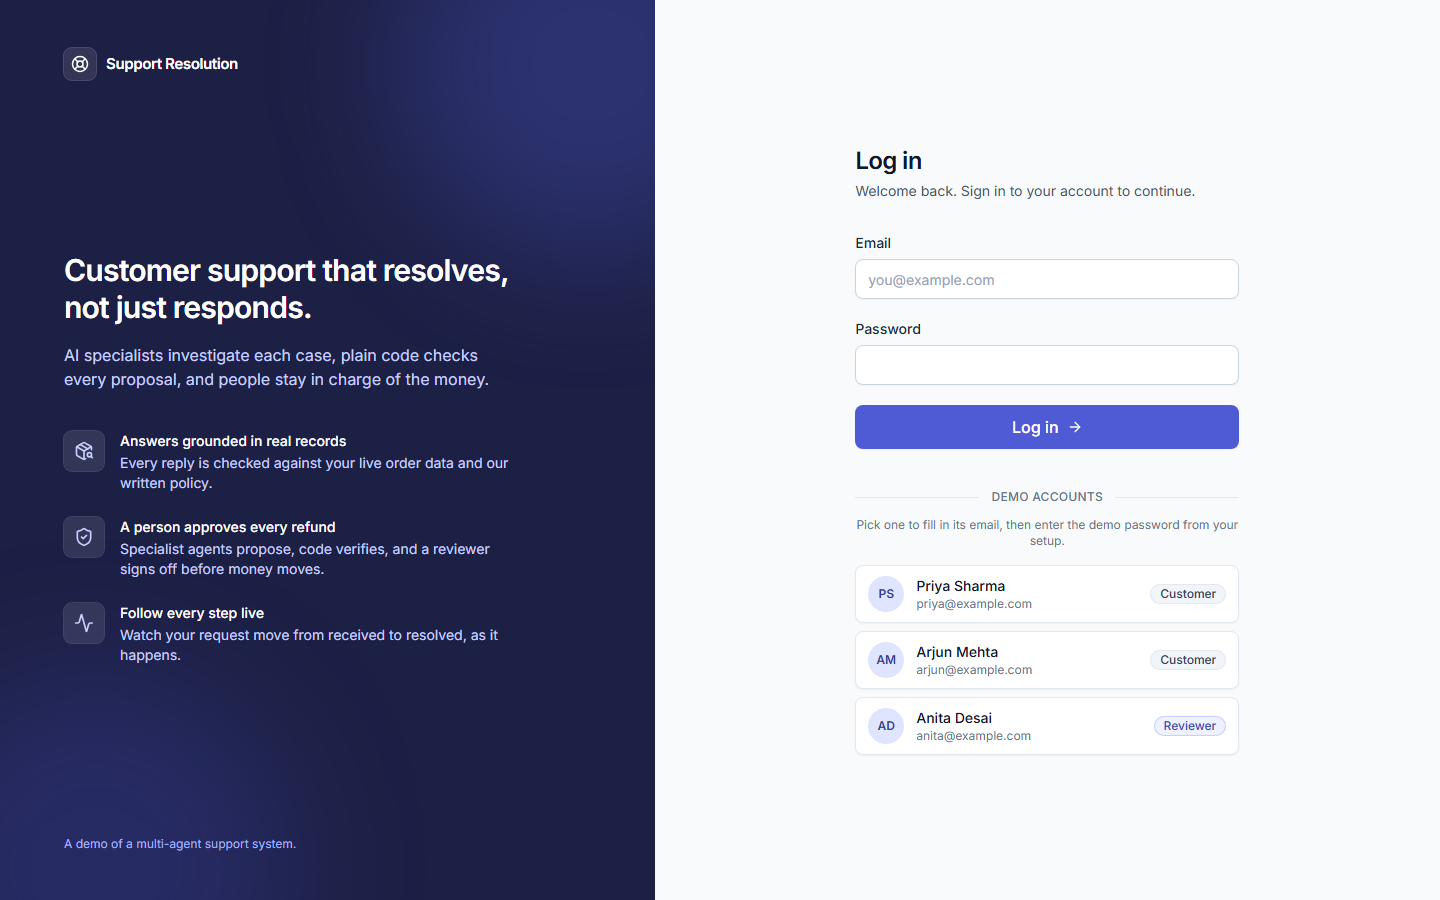 Support Resolution
Customer support that resolves,
not just responds.
AI specialists investigate each case, plain code checks
every proposal, and people stay in charge of the money.
Answers grounded in real records
Every reply is checked against your live order data and our
written policy.
A person approves every refund
Specialist agents propose, code verifies, and a reviewer
signs off before money moves.
Follow every step live
Watch your request move from received to resolved, as it
happens.
A demo of a multi-agent support system.
Log in
Welcome back. Sign in to your account to continue.
Email
you@example.com
Password
Log in
DEMO ACCOUNTS
Pick one to fill in its email, then enter the demo password from your
setup.
PS
Priya Sharma
priya@example.com
Customer
AM
Arjun Mehta
arjun@example.com
Customer
AD
Anita Desai
anita@example.com
Reviewer